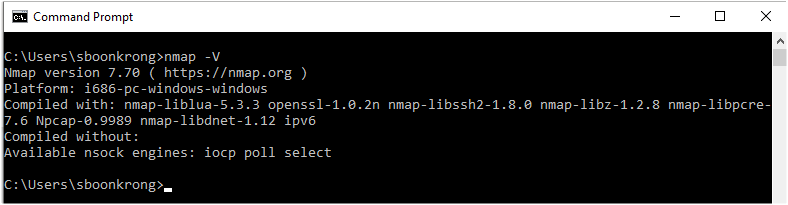 Command Prompt
C:\Users\sboonkrong>nmap -V
Nmap version 7.70 ( https://nmap.org )
Platform: i686-pc-windows-windows
Compiled with: nmap-liblua-5.3.3 openssl-1.0.2n nmap-libssh2-1.8.0 nmap-libz-1.2.8 nmap-libpcre-
7.6 Npcap-0.9989 nmap-libdnet-1.12 ipv6
Compiled without:
Available nsock engines: iocp poll select
C:\Users\sboonkrong>